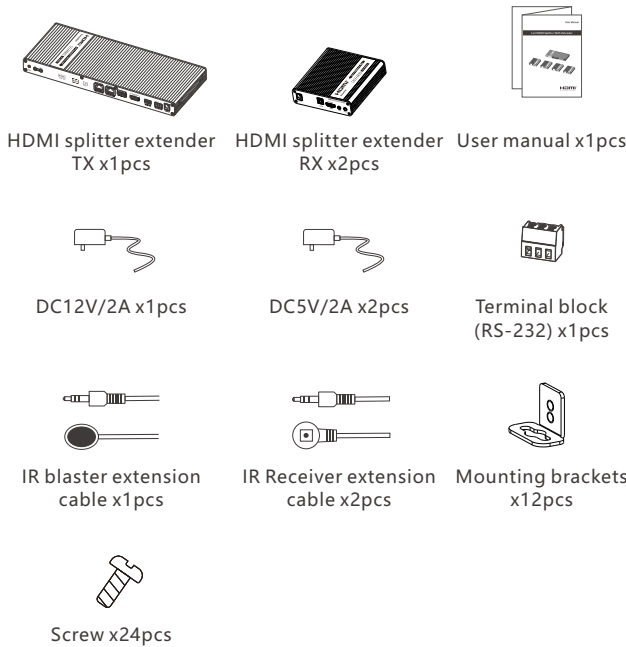 HDMI splitter extender
TX x1pcs
HDMI splitter extender
RX x2pcs
User manual x1pcs
DC12V/2A x1pcs
DC5V/2A x2pcs
Terminal block
(RS-232) x1pcs
IR blaster extension
cable x1pcs
IR Receiver extension
cable x2pcs
Mounting brackets
x12pcs
Screw x24pcs